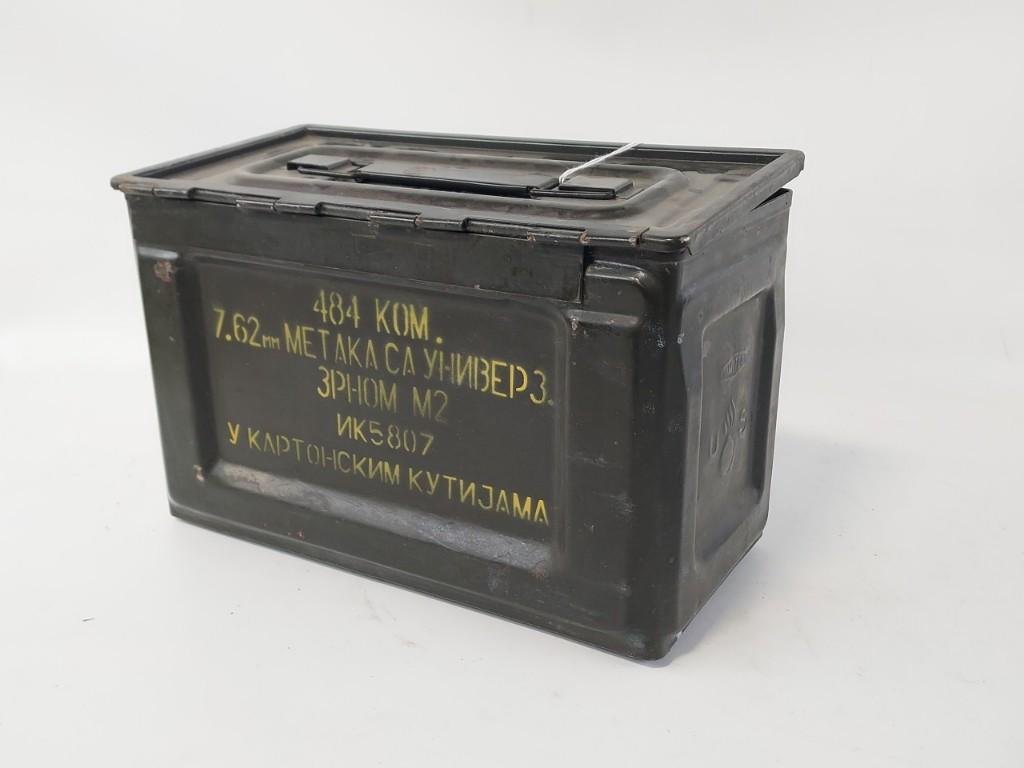 484 КОМ.
7.62мм МЕТАКА СА УНИВЕРЗ.
ЗРНОМ М2
ИК5807
У КАРТОНСКИМ КУТИЈАМА
U S